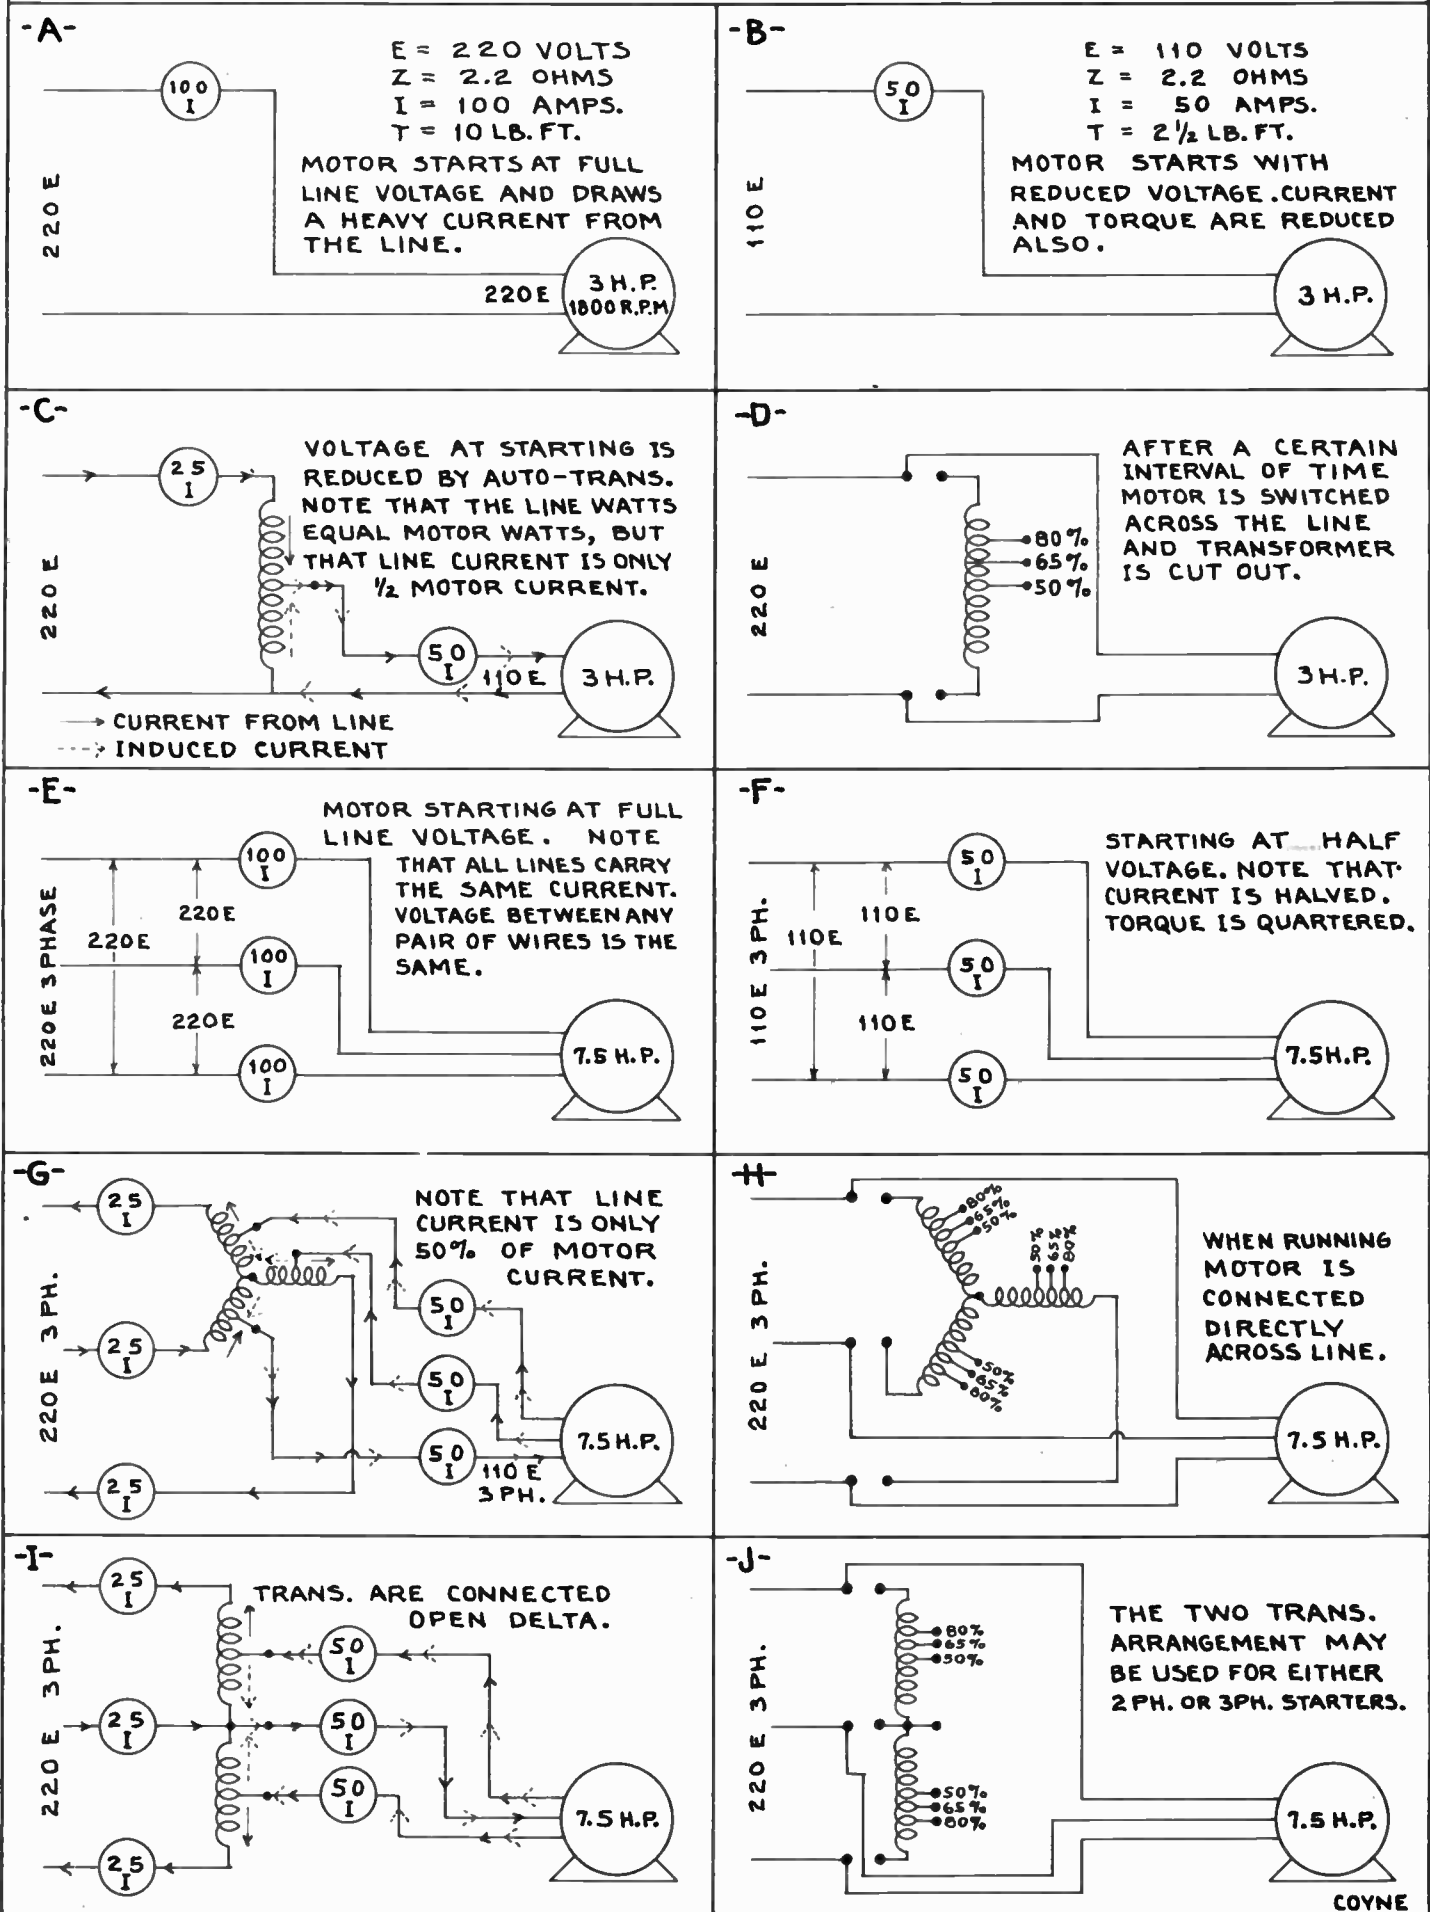 -A-
E = 220 VOLTS
Z = 2.2 OHMS
I = 100 AMPS.
T = 10 LB.FT.
MOTOR STARTS AT FULL
LINE VOLTAGE AND DRAWS
A HEAVY CURRENT FROM
THE LINE.
100
I
220 E
220E
3 H.P.
1800 R.P.M
-B-
E = 110 VOLTS
Z = 2.2 OHMS
I = 50 AMPS.
T = 2½ LB.FT.
MOTOR STARTS WITH
REDUCED VOLTAGE. CURRENT
AND TORQUE ARE REDUCED
ALSO.
50
I
110 E
3 H.P.
-C-
VOLTAGE AT STARTING IS
REDUCED BY AUTO-TRANS.
NOTE THAT THE LINE WATTS
EQUAL MOTOR WATTS, BUT
THAT LINE CURRENT IS ONLY
½ MOTOR CURRENT.
25
I
220 E
50
I
110 E
3 H.P.
CURRENT FROM LINE
INDUCED CURRENT
-D-
AFTER A CERTAIN
INTERVAL OF TIME
MOTOR IS SWITCHED
ACROSS THE LINE
AND TRANSFORMER
IS CUT OUT.
80%
65%
50%
220 E
3 H.P.
-E-
MOTOR STARTING AT FULL
LINE VOLTAGE. NOTE
THAT ALL LINES CARRY
THE SAME CURRENT.
VOLTAGE BETWEEN ANY
PAIR OF WIRES IS THE
SAME.
100
I
220E
220E
100
I
220E
100
I
220E 3PHASE
7.5 H.P.
-F-
STARTING AT HALF
VOLTAGE. NOTE THAT
CURRENT IS HALVED.
TORQUE IS QUARTERED.
50
I
110E
110E
50
I
110E
50
I
110E 3PH.
7.5H.P.
-G-
NOTE THAT LINE
CURRENT IS ONLY
50% OF MOTOR
CURRENT.
25
I
25
I
25
I
220E 3PH.
50
I
50
I
50
I
110 E
3 PH.
7.5 H.P.
-H-
80%
65%
50%
50%
65%
80%
50%
65%
80%
WHEN RUNNING
MOTOR IS
CONNECTED
DIRECTLY
ACROSS LINE.
220 E 3 PH.
7.5 H.P.
-I-
TRANS. ARE CONNECTED
OPEN DELTA.
25
I
25
I
25
I
220 E 3PH.
50
I
50
I
50
I
7.5 H.P.
-J-
80%
65%
50%
50%
65%
80%
THE TWO TRANS.
ARRANGEMENT MAY
BE USED FOR EITHER
2PH. OR 3PH. STARTERS.
220 E 3PH.
7.5 H.P.
COYNE